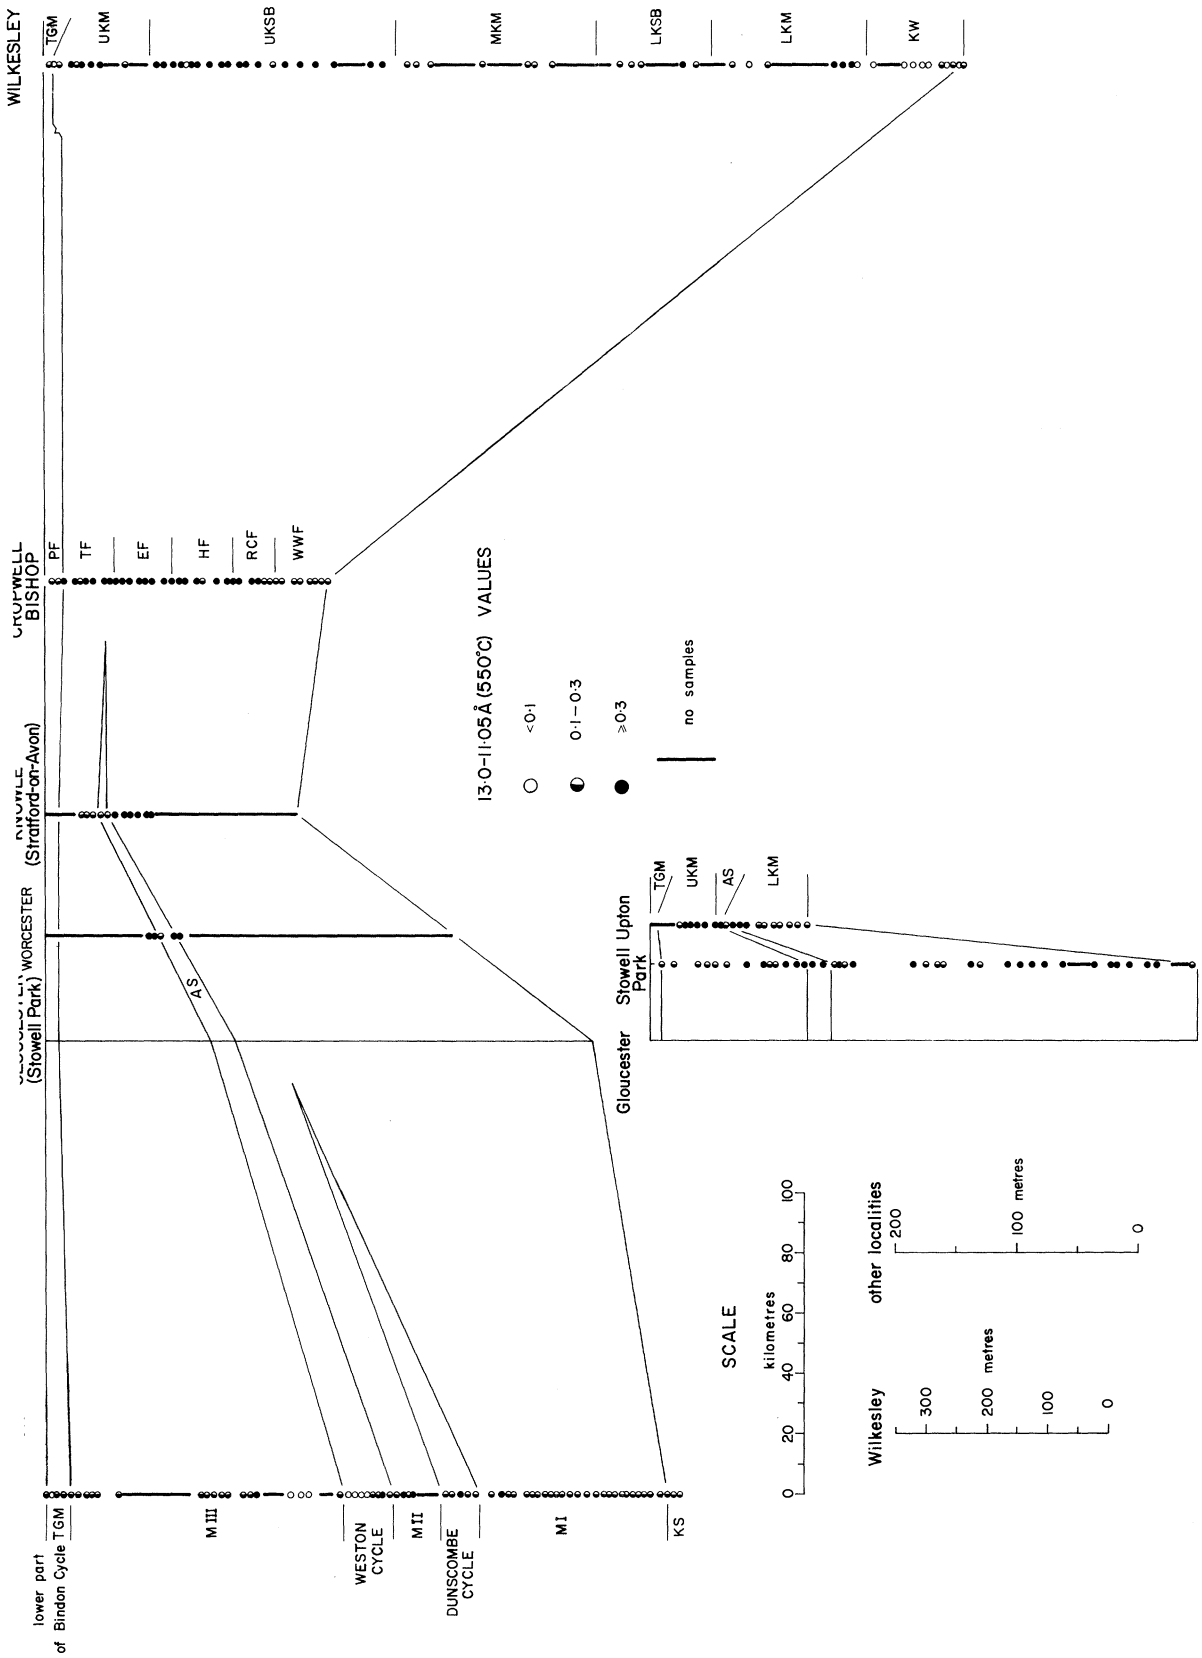 WILKESLEY
TGM
UKM
UKSB
MKM
LKSB
LKM
KW
BISHOP
PF
TF
EF
HF
RCF
WWF
(Stratford-on-Avon)
WORCESTER
(Stowell Park)
AS
13·0–11·05Å (550°C) VALUES
<0·1
0·1–0·3
≥0·3
no samples
Gloucester
Stowell
Park
Upton
TGM
UKM
AS
LKM
lower part
of Bindon Cycle
TGM
M III
WESTON
CYCLE
M II
DUNSCOMBE
CYCLE
MI
KS
SCALE
kilometres
0 20 40 60 80 100
Wilkesley
300
200 metres
100
0
other localities
200
100 metres
0